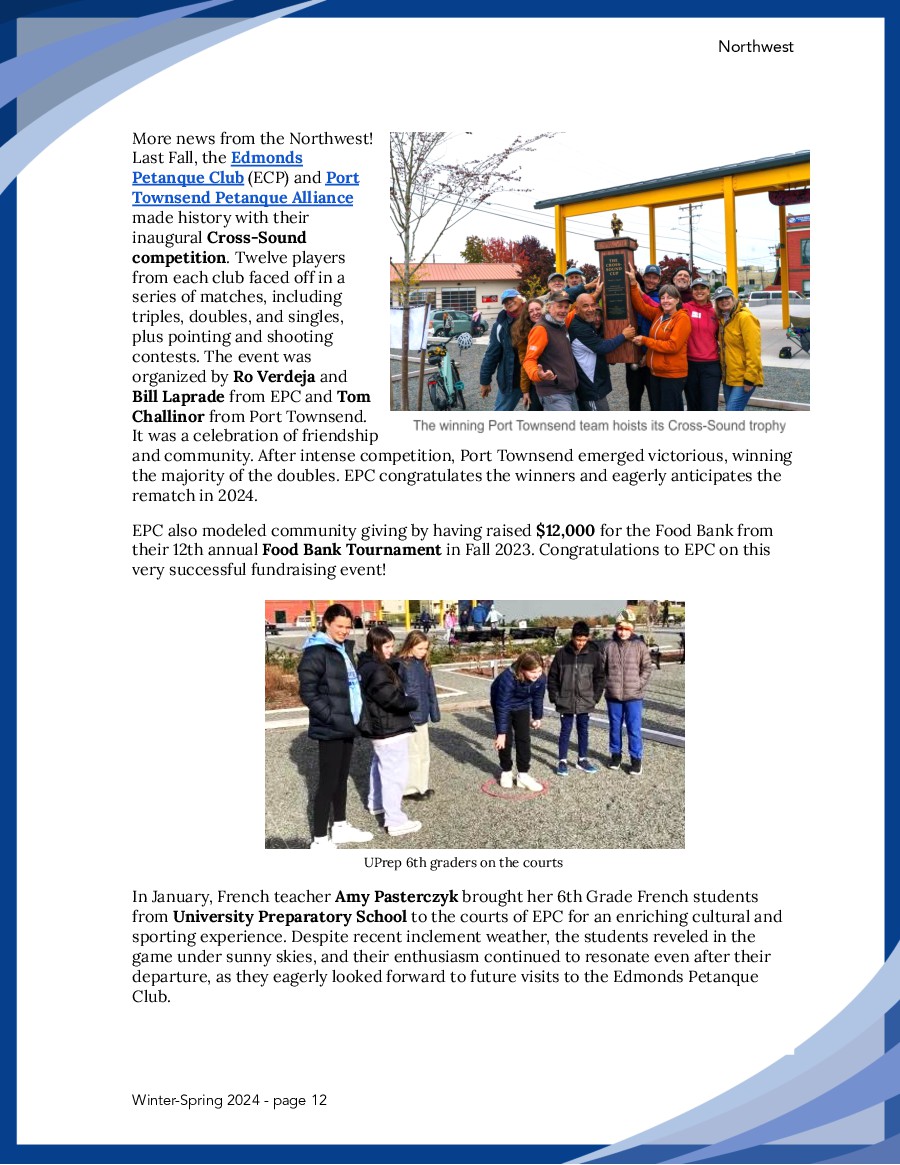 Northwest
More news from the Northwest!
Last Fall, the Edmonds
Petanque Club (ECP) and Port
Townsend Petanque Alliance
made history with their
inaugural Cross-Sound
competition. Twelve players
from each club faced off in a
series of matches, including
triples, doubles, and singles,
plus pointing and shooting
contests. The event was
organized by Ro Verdeja and
Bill Laprade from EPC and Tom
Challinor from Port Townsend.
It was a celebration of friendship
and community. After intense competition, Port Townsend emerged victorious, winning
the majority of the doubles. EPC congratulates the winners and eagerly anticipates the
rematch in 2024.
THE
CROSS-
SOUND
CUP
The winning Port Townsend team hoists its Cross-Sound trophy
EPC also modeled community giving by having raised $12,000 for the Food Bank from
their 12th annual Food Bank Tournament in Fall 2023. Congratulations to EPC on this
very successful fundraising event!
UPrep 6th graders on the courts
In January, French teacher Amy Pasterczyk brought her 6th Grade French students
from University Preparatory School to the courts of EPC for an enriching cultural and
sporting experience. Despite recent inclement weather, the students reveled in the
game under sunny skies, and their enthusiasm continued to resonate even after their
departure, as they eagerly looked forward to future visits to the Edmonds Petanque
Club.
Winter-Spring 2024 - page 12